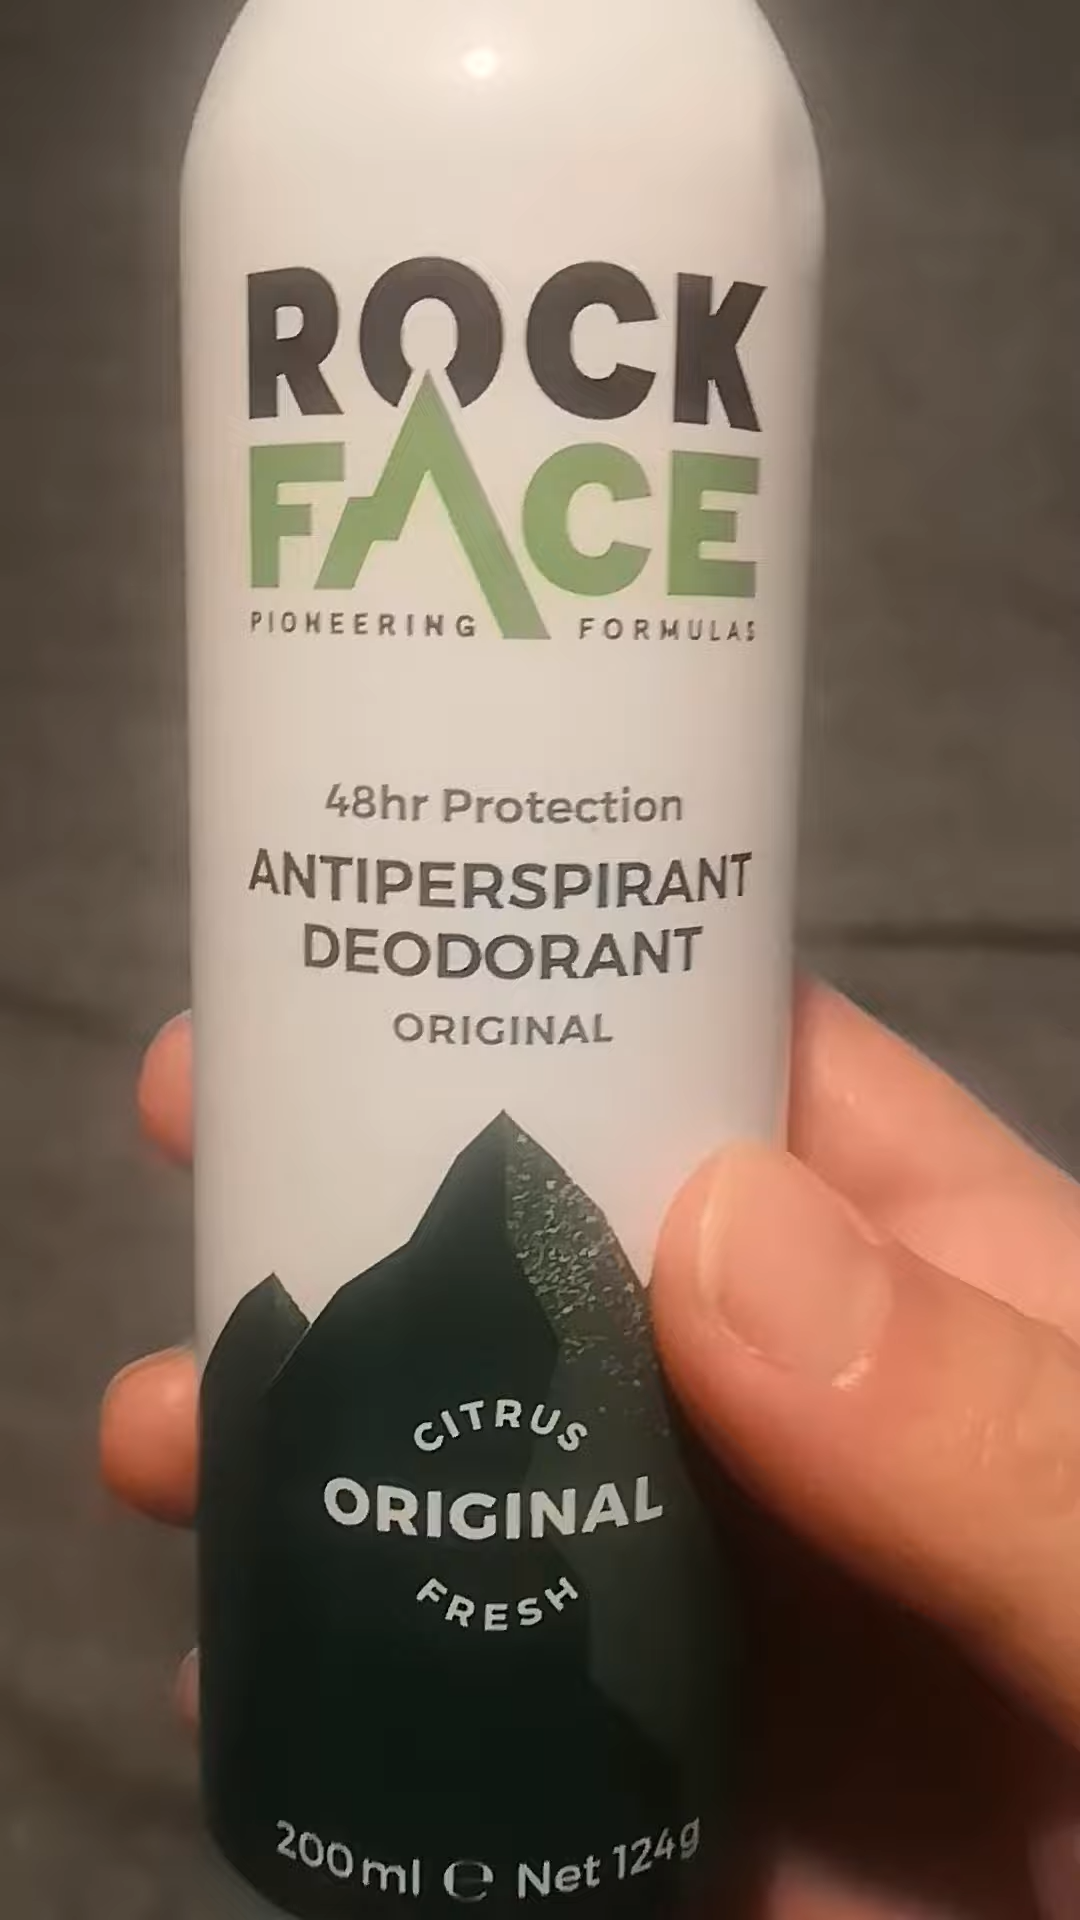 ROCK
FACE
PIONEERING FORMULAS
48hr Protection
ANTIPERSPIRANT
DEODORANT
ORIGINAL
CITRUS
ORIGINAL
FRESH
200ml ℮ Net 124g